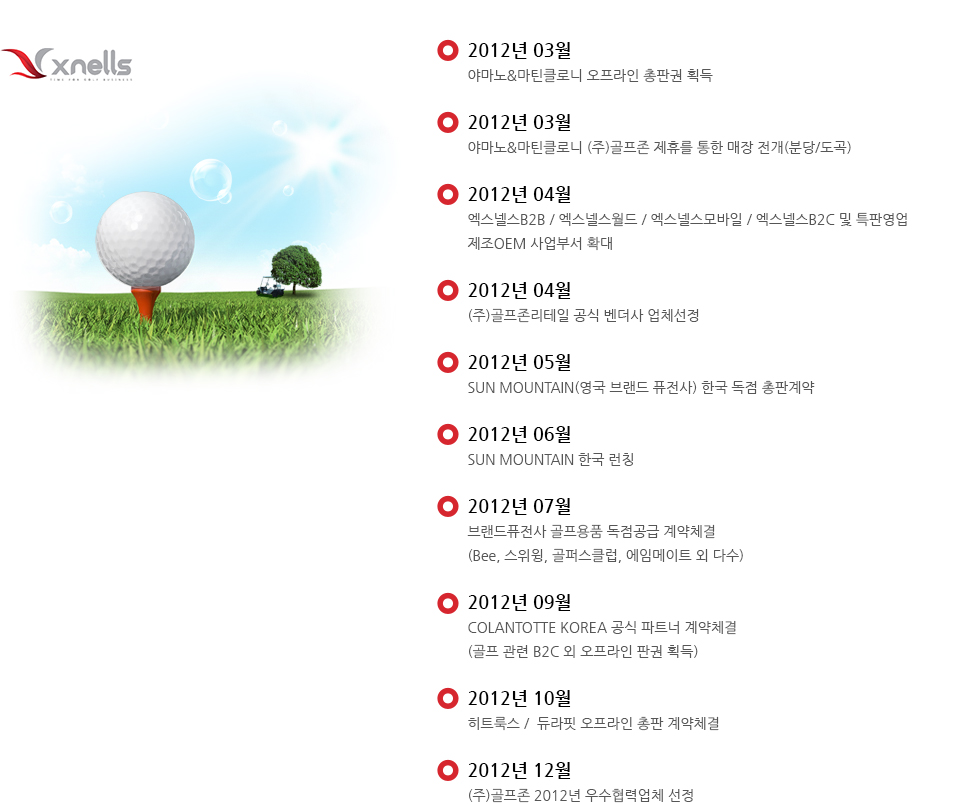 xnells
2012년 03월
야마노&마틴클로니 오프라인 총판권 획득
2012년 03월
야마노&마틴클로니 (주)골프존 제휴를 통한 매장 전개(분당/도곡)
2012년 04월
엑스넬스B2B / 엑스넬스월드 / 엑스넬스모바일 / 엑스넬스B2C 및 특판영업
제조OEM 사업부서 확대
2012년 04월
(주)골프존리테일 공식 벤더사 업체선정
2012년 05월
SUN MOUNTAIN(영국 브랜드 퓨전사) 한국 독점 총판계약
2012년 06월
SUN MOUNTAIN 한국 런칭
2012년 07월
브랜드퓨전사 골프용품 독점공급 계약체결
(Bee, 스위윙, 골퍼스클럽, 에임메이트 외 다수)
2012년 09월
COLANTOTTE KOREA 공식 파트너 계약체결
(골프 관련 B2C 외 오프라인 판권 획득)
2012년 10월
히트룩스 / 듀라핏 오프라인 총판 계약체결
2012년 12월
(주)골프존 2012년 우수협력업체 선정